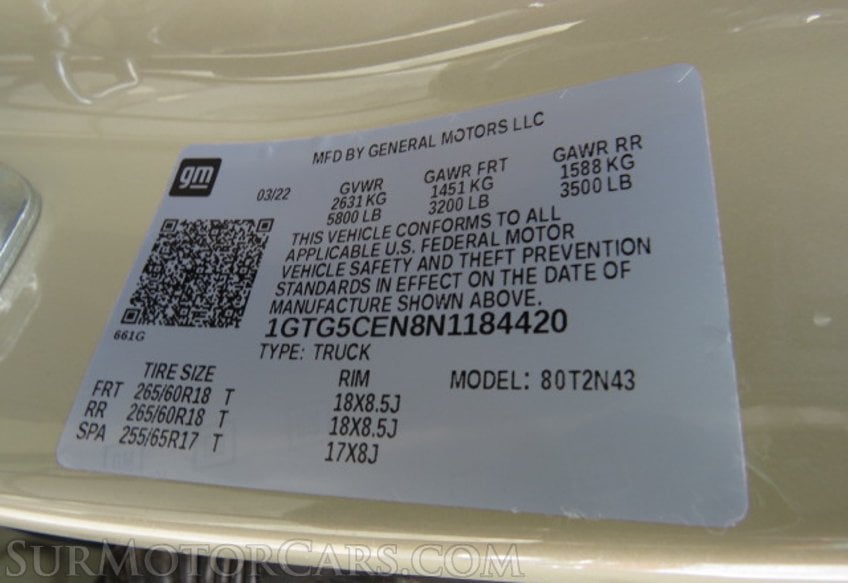 MFD BY GENERAL MOTORS LLC
gm
03/22
GVWR GAWR FRT GAWR RR
2631 KG 1451 KG 1588 KG
5800 LB 3200 LB 3500 LB
THIS VEHICLE CONFORMS TO ALL
APPLICABLE U.S. FEDERAL MOTOR
VEHICLE SAFETY AND THEFT PREVENTION
STANDARDS IN EFFECT ON THE DATE OF
MANUFACTURE SHOWN ABOVE.
1GTG5CEN8N1184420
661G
TYPE: TRUCK
TIRE SIZE RIM MODEL: 80T2N43
FRT 265/60R18 T 18X8.5J
RR 265/60R18 T 18X8.5J
SPA 255/65R17 T 17X8J
SurMotorCars.com